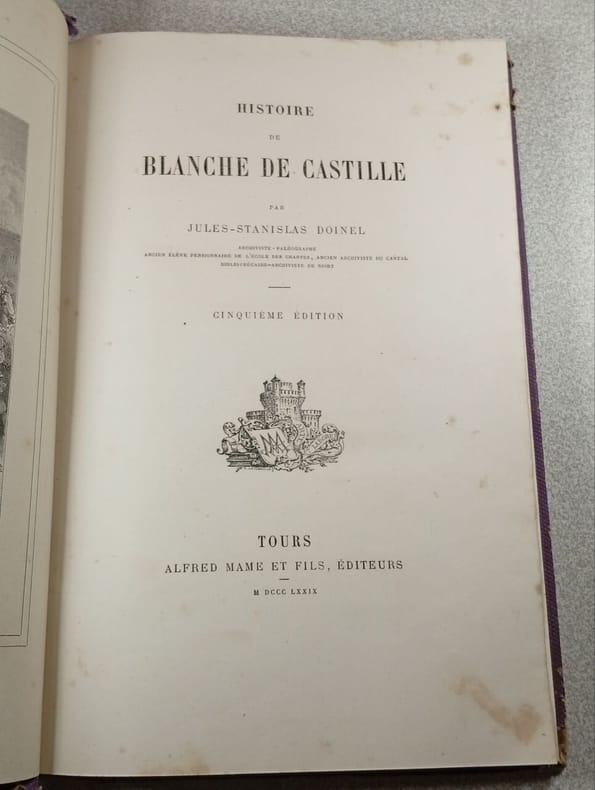 HISTOIRE
DE
BLANCHE DE CASTILLE
PAR
JULES-STANISLAS DOINEL
ARCHIVISTE-PALÉOGRAPHE
ANCIEN ÉLÈVE PENSIONNAIRE DE L'ÉCOLE DES CHARTES, ANCIEN ARCHIVISTE DU CANTAL
BIBLIOTHÉCAIRE-ARCHIVISTE DE NIORT
CINQUIÈME ÉDITION
TOURS
ALFRED MAME ET FILS, ÉDITEURS
M DCCC LXXIX